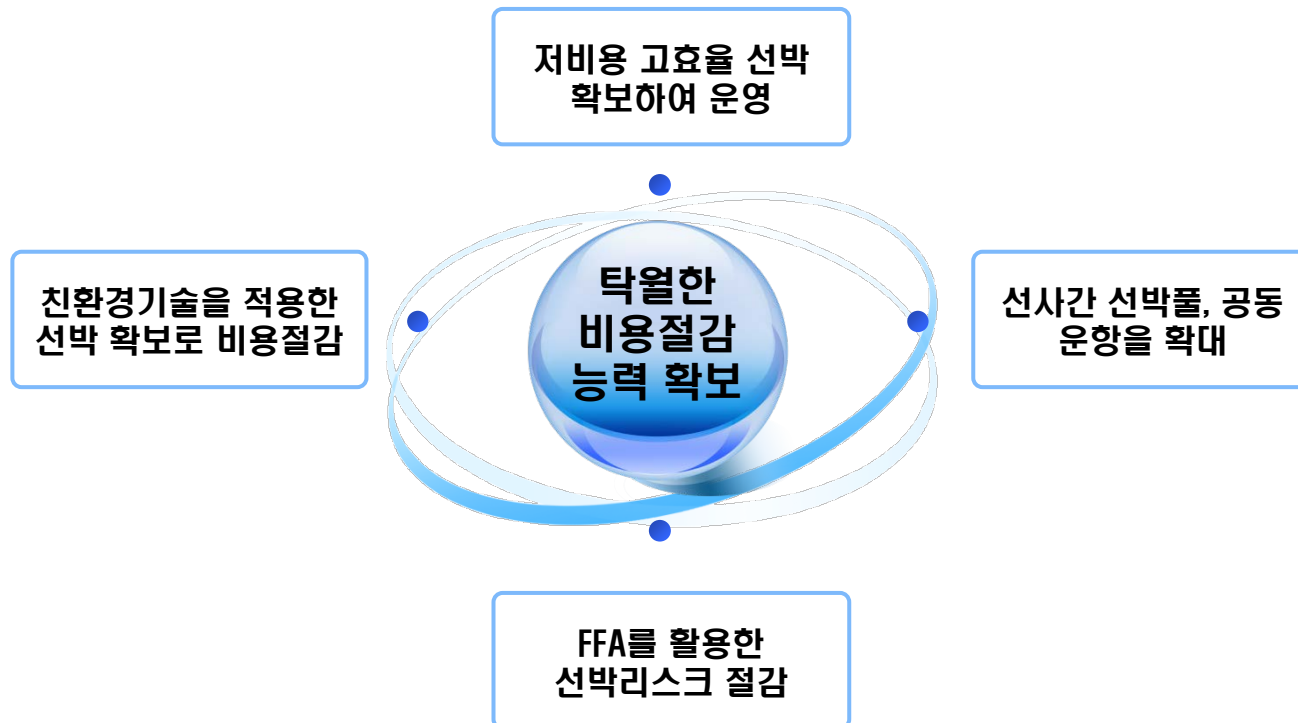 저비용 고효율 선박
확보하여 운영
친환경기술을 적용한
선박 확보로 비용절감
탁월한
비용절감
능력 확보
선사간 선박풀, 공동
운항을 확대
FFA를 활용한
선박리스크 절감